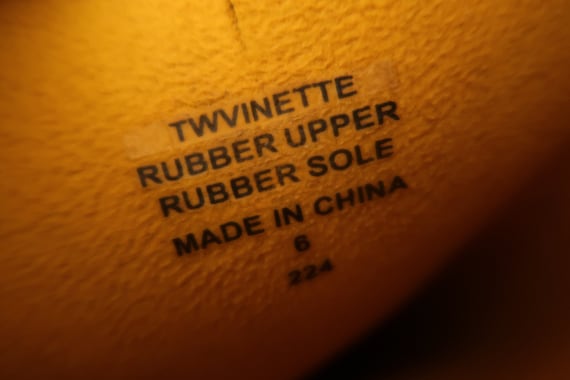 TWVINETTE
RUBBER UPPER
RUBBER SOLE
MADE IN CHINA
6
224